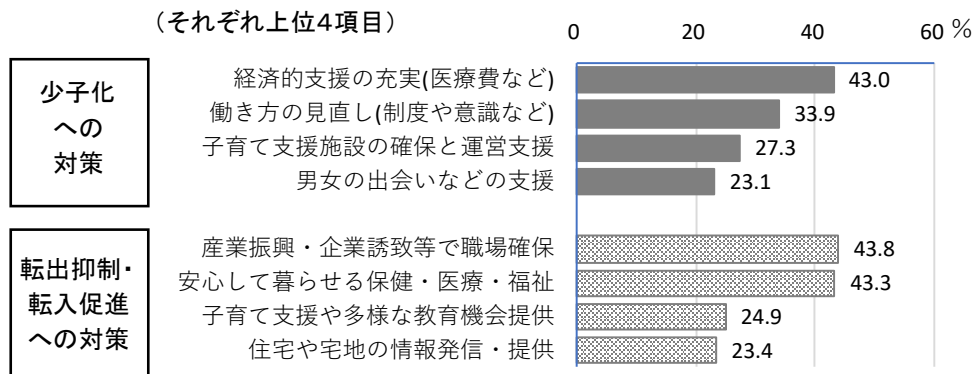 (それぞれ上位4項目)
0 20 40 60 %
少子化
への
対策
経済的支援の充実(医療費など) 43.0
働き方の見直し(制度や意識など) 33.9
子育て支援施設の確保と運営支援 27.3
男女の出会いなどの支援 23.1
転出抑制・
転入促進
への対策
産業振興・企業誘致等で職場確保 43.8
安心して暮らせる保健・医療・福祉 43.3
子育て支援や多様な教育機会提供 24.9
住宅や宅地の情報発信・提供 23.4